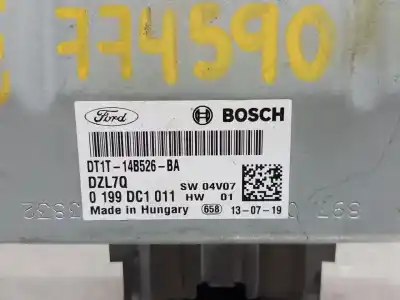 774590
Ford BOSCH
DT1T-14B526-BA
DZL7Q SW 04V07
0 199 DC1 011 HW 01
Made in Hungary 658 13-07-19